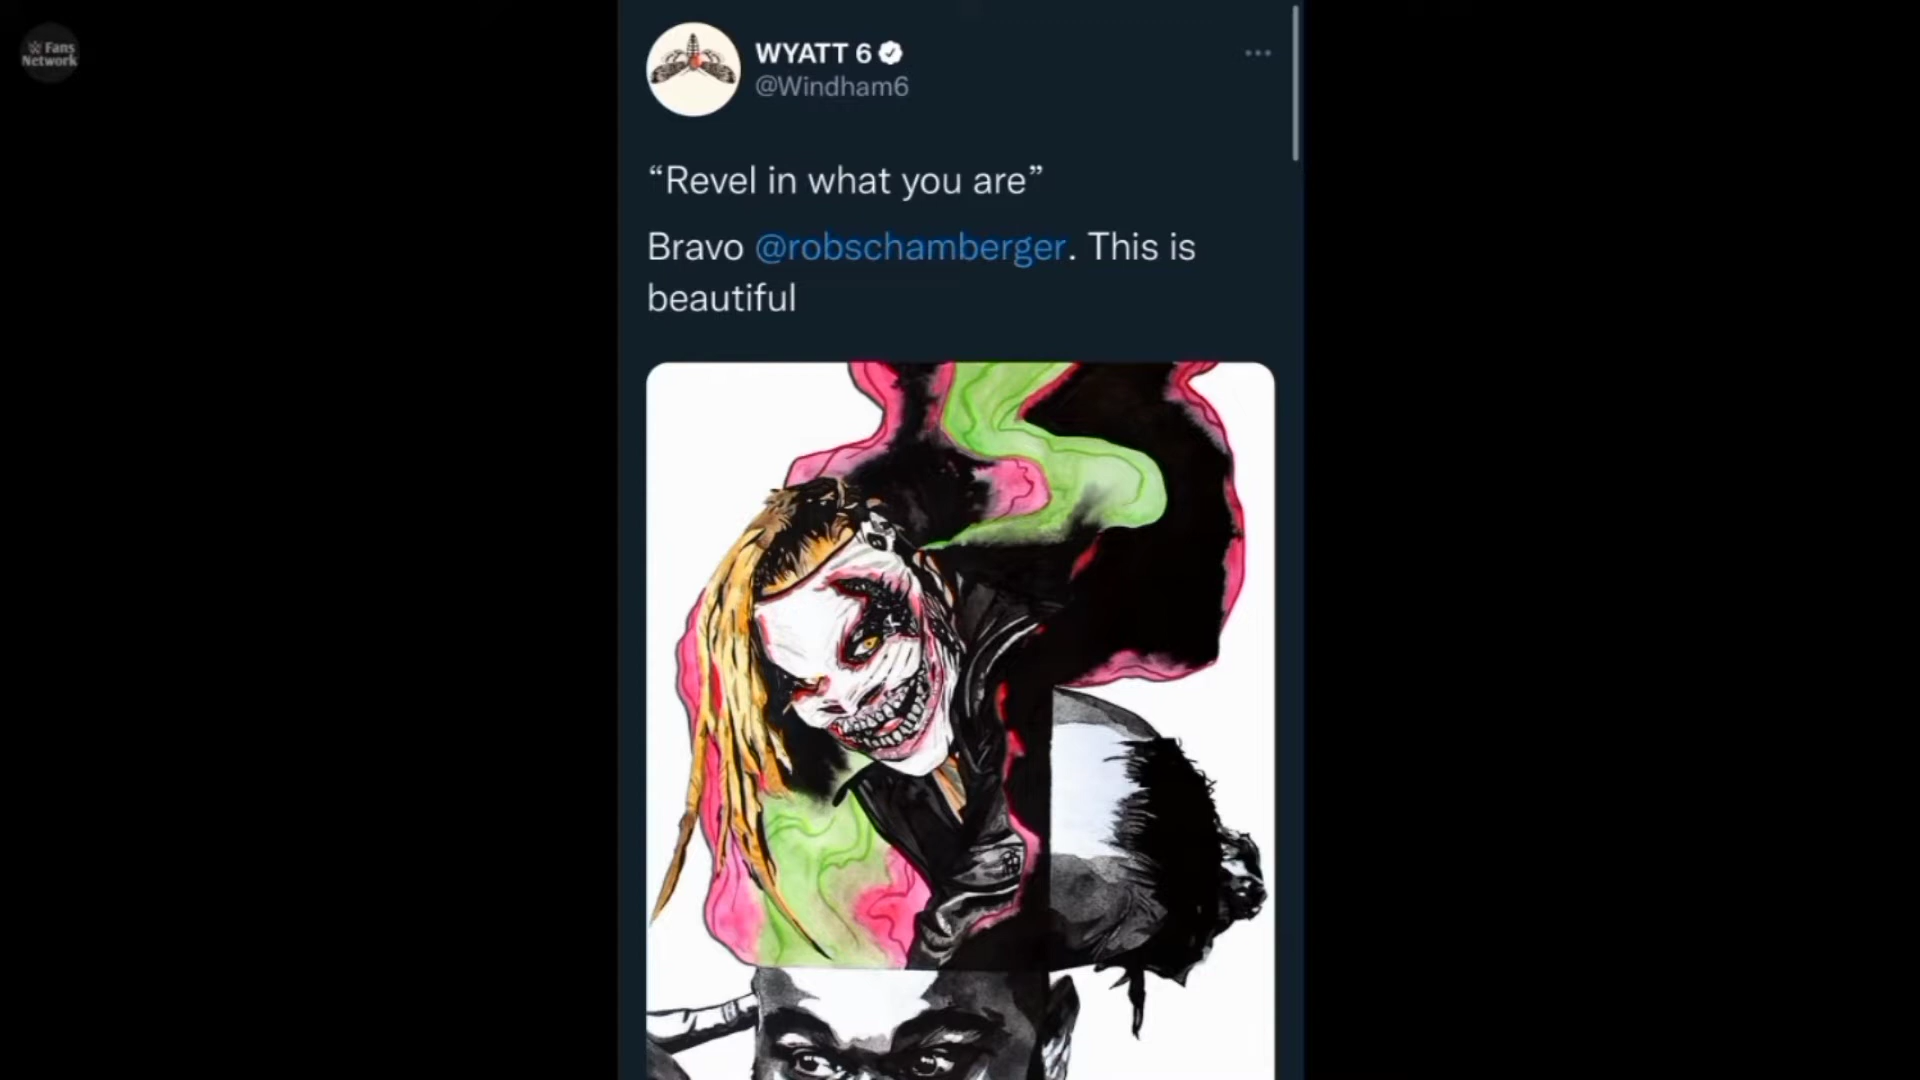 Fans
Network
WYATT 6
@Windham6
“Revel in what you are”
Bravo @robschamberger. This is
beautiful